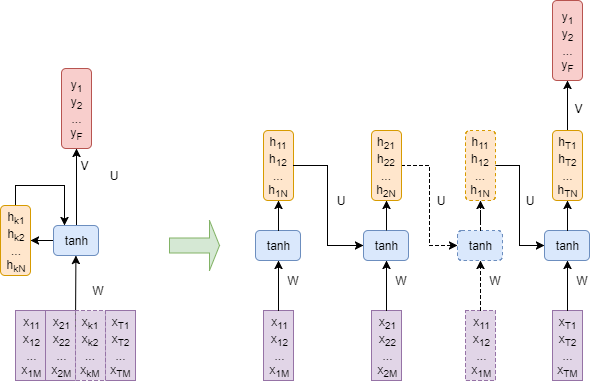 y1
y2
...
yF
V
U
hk1
hk2
...
hkN
tanh
W
x11 x21 xk1 xT1
x12 x22 xk2 xT2
... ... ... ...
x1M x2M xkM xTM
y1
y2
...
yF
V
h11 h21 h11 hT1
h12 h22 h12 hT2
... ... ... ...
h1N h2N h1N hTN
U U U
tanh tanh tanh tanh
W W W W
x11 x21 x11 xT1
x12 x22 x12 xT2
... ... ... ...
x1M x2M x1M xTM